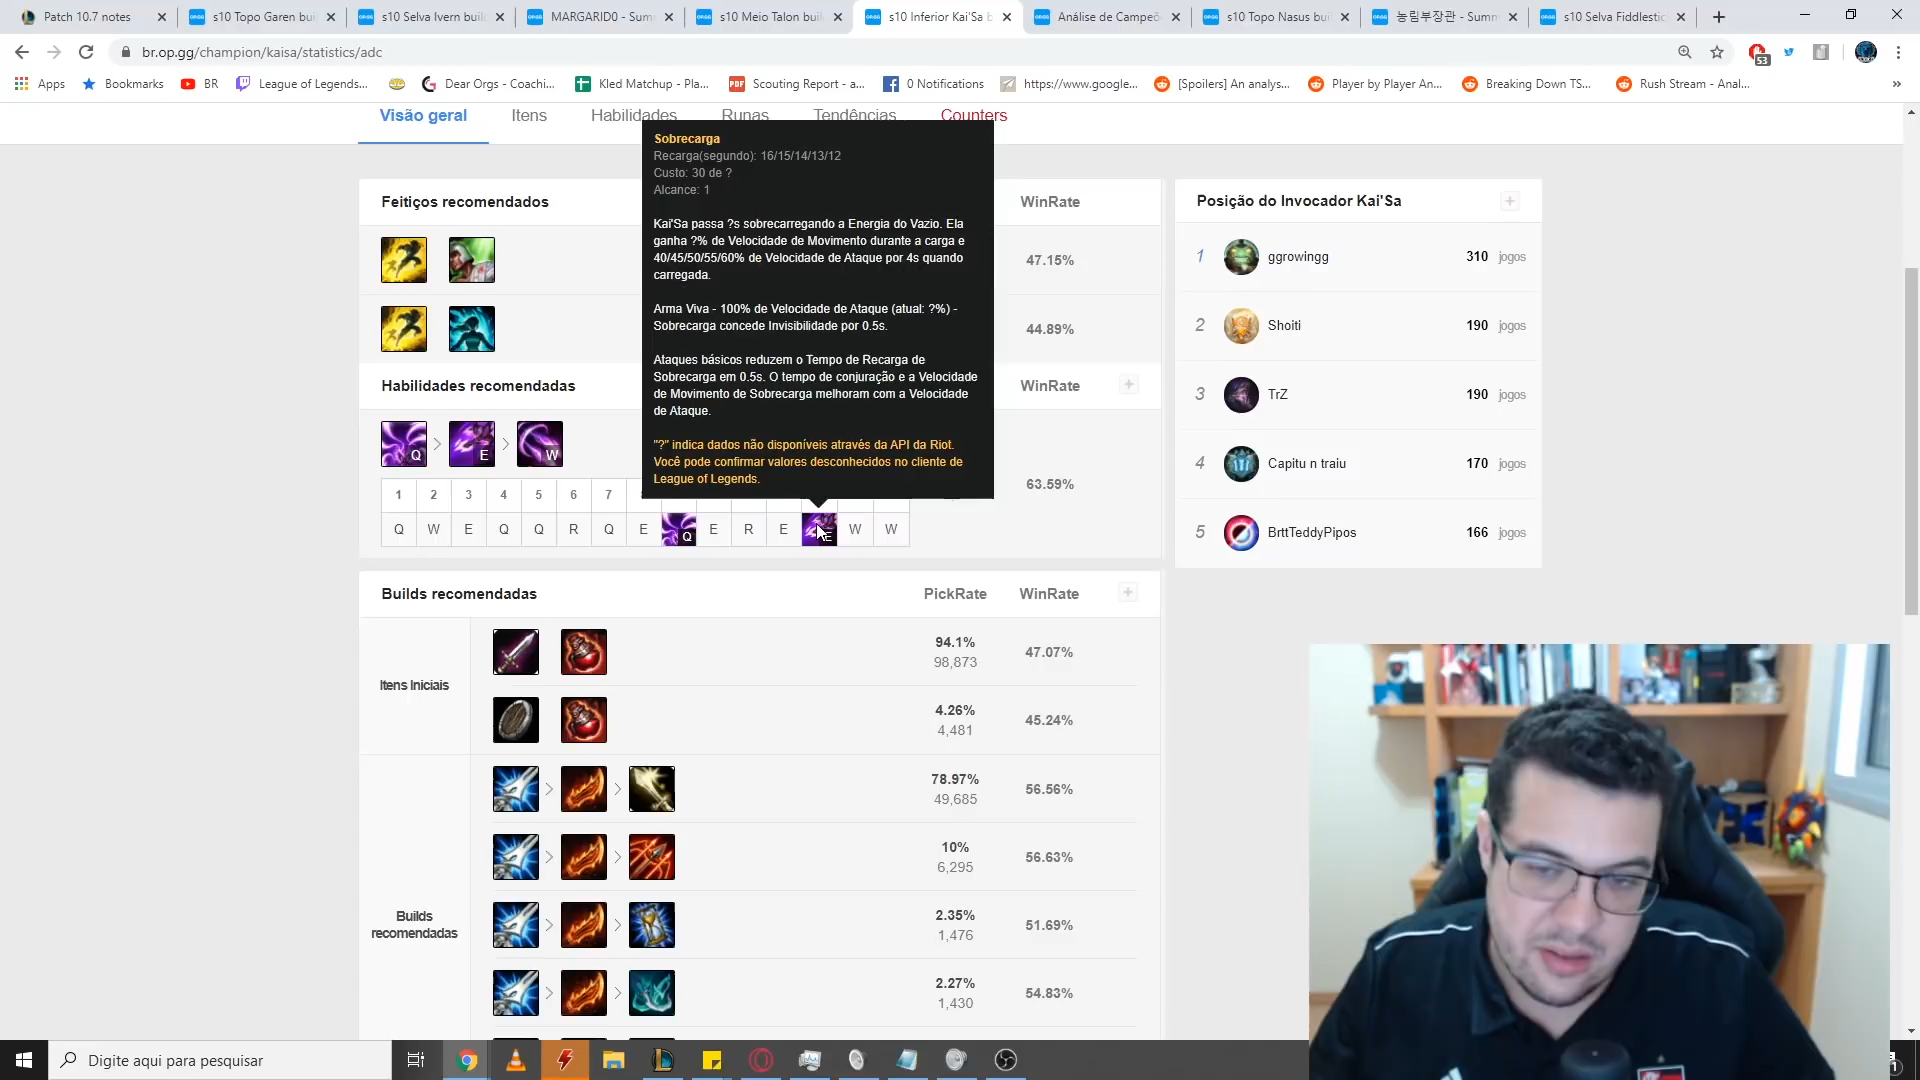 Patch 10.7 notes
s10 Topo Garen bui
s10 Selva Ivern buil
MARGARID0 - Sum
s10 Meio Talon buil
s10 Inferior Kai'Sa b
Análise de Campeõ
s10 Topo Nasus bui
농림부장관 - Summ
s10 Selva Fiddlestic
br.op.gg/champion/kaisa/statistics/adc
53
Apps
Bookmarks
BR
League of Legends...
Dear Orgs - Coachi...
Kled Matchup - Pla...
PDF
Scouting Report - a...
0 Notifications
https://www.google...
[Spoilers] An analys...
Player by Player An...
Breaking Down TS...
Rush Stream - Anal...
Visão geral
Itens
Habilidades
Runas
Tendências
Counters
Sobrecarga
Recarga(segundo): 16/15/14/13/12
Custo: 30 de ?
Alcance: 1
Kai'Sa passa ?s sobrecarregando a Energia do Vazio. Ela
ganha ?% de Velocidade de Movimento durante a carga e
40/45/50/55/60% de Velocidade de Ataque por 4s quando
carregada.
Arma Viva - 100% de Velocidade de Ataque (atual: ?%) -
Sobrecarga concede Invisibilidade por 0.5s.
Ataques básicos reduzem o Tempo de Recarga de
Sobrecarga em 0.5s. O tempo de conjuração e a Velocidade
de Movimento de Sobrecarga melhoram com a Velocidade
de Ataque.
"?" indica dados não disponíveis através da API da Riot.
Você pode confirmar valores desconhecidos no cliente de
League of Legends.
Feitiços recomendados
WinRate
47.15%
44.89%
Habilidades recomendadas
WinRate
Q
E
W
63.59%
1 2 3 4 5 6 7
Q W E Q Q R Q E Q E R E E W W
Posição do Invocador Kai'Sa
1 ggrowingg 310 jogos
2 Shoiti 190 jogos
3 TrZ 190 jogos
4 Capitu n traiu 170 jogos
5 BrttTeddyPipos 166 jogos
Builds recomendadas
PickRate
WinRate
Itens Iniciais
94.1%
98,873
47.07%
4.26%
4,481
45.24%
Builds
recomendadas
78.97%
49,685
56.56%
10%
6,295
56.63%
2.35%
1,476
51.69%
2.27%
1,430
54.83%
Digite aqui para pesquisar